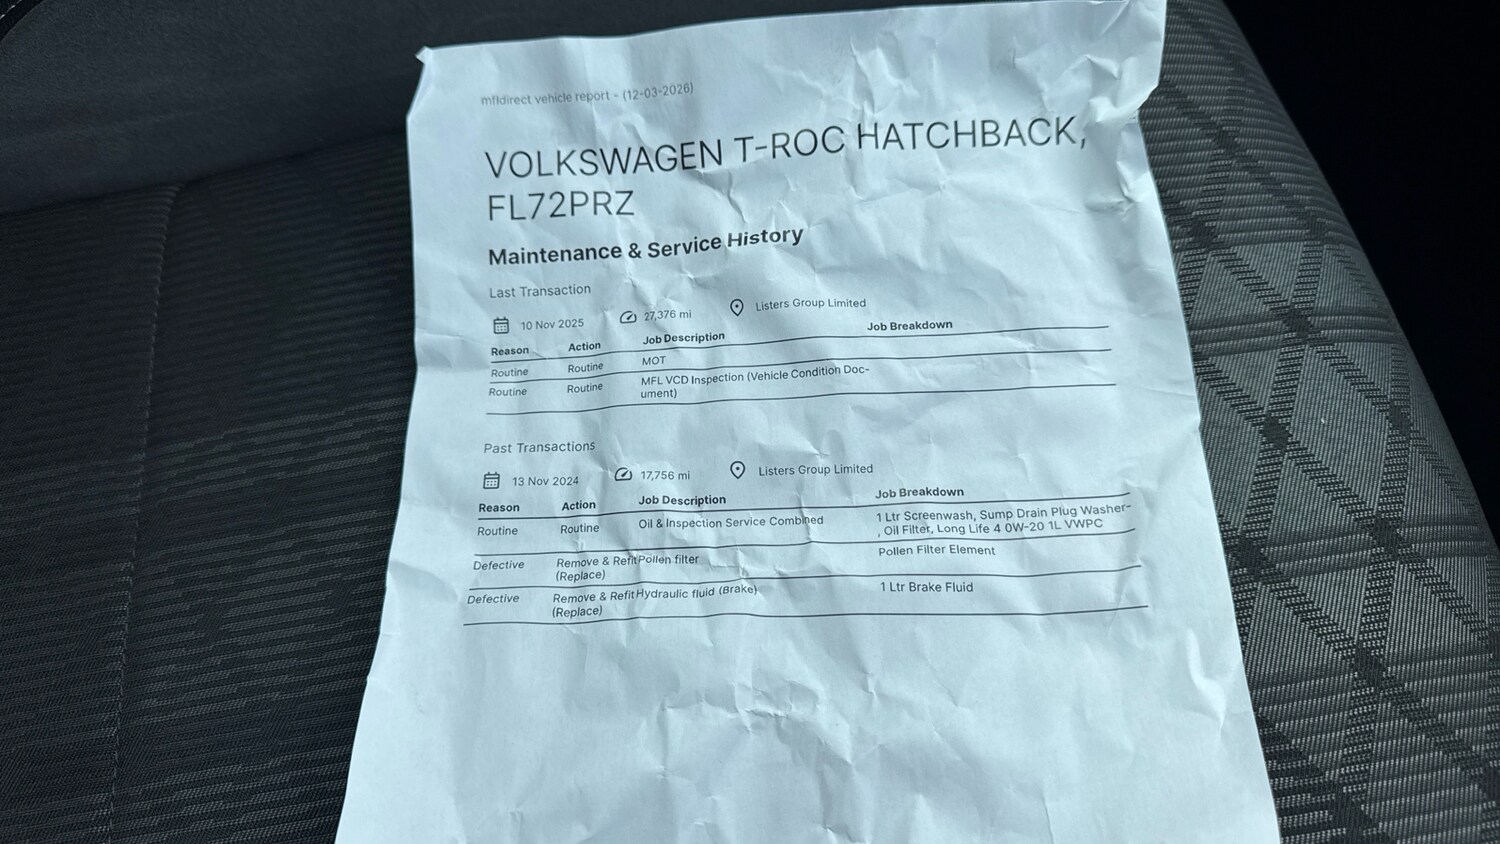 mfldirect vehicle report - (12-03-2026)
VOLKSWAGEN T-ROC HATCHBACK,
FL72PRZ
Maintenance & Service History
Last Transaction
10 Nov 2025 27,376 mi Listers Group Limited
Reason Action Job Description Job Breakdown
Routine Routine MOT
Routine Routine MFL VCD Inspection (Vehicle Condition Doc-
ument)
Past Transactions
13 Nov 2024 17,756 mi Listers Group Limited
Reason Action Job Description Job Breakdown
Routine Routine Oil & Inspection Service Combined 1 Ltr Screenwash, Sump Drain Plug Washer-
, Oil Filter, Long Life 4 0W-20 1L VWPC
Defective Remove & Refit Pollen filter Pollen Filter Element
(Replace)
Defective Remove & Refit Hydraulic fluid (Brake) 1 Ltr Brake Fluid
(Replace)